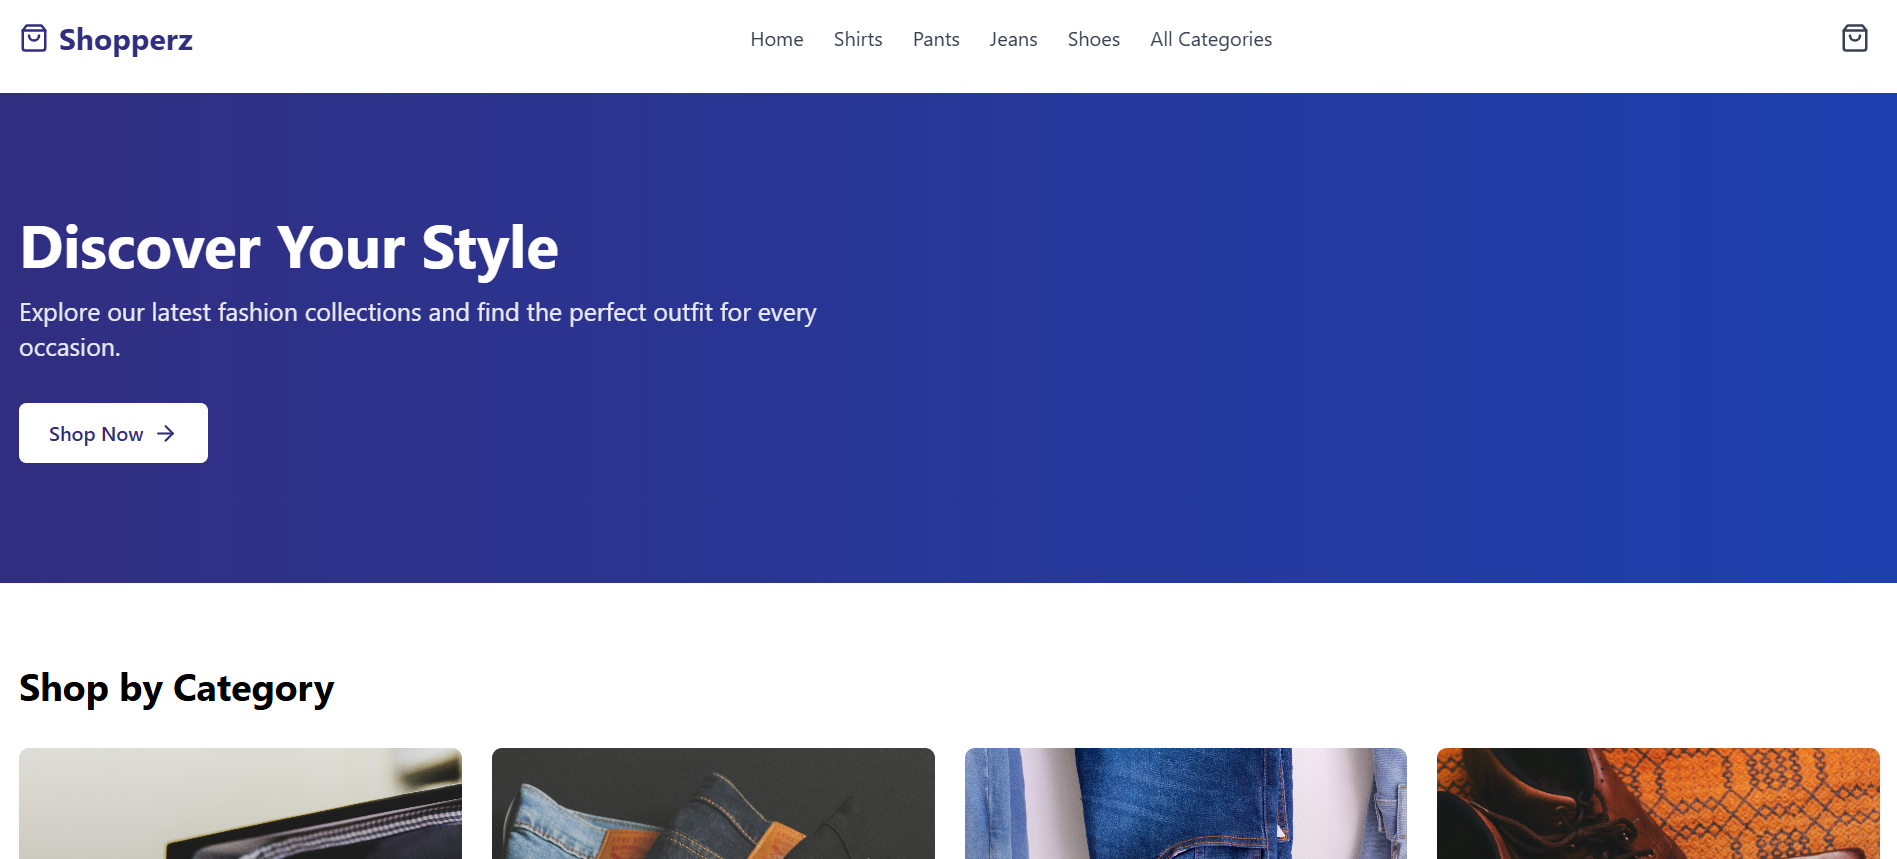 Shopperz
Home
Shirts
Pants
Jeans
Shoes
All Categories
Discover Your Style
Explore our latest fashion collections and find the perfect outfit for every
occasion.
Shop Now
Shop by Category